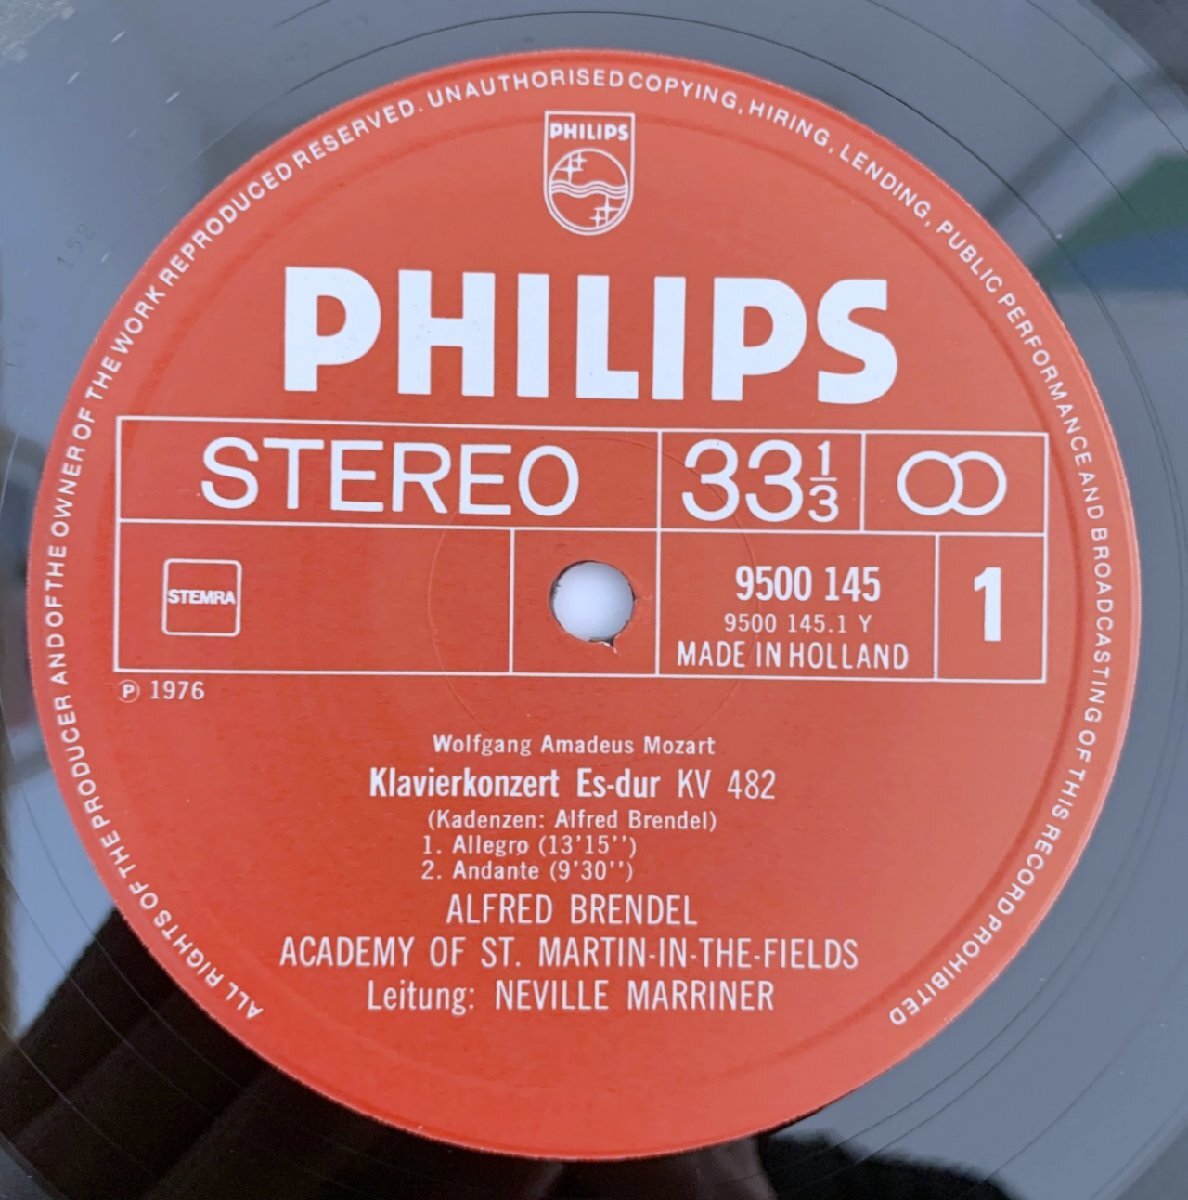 ALL RIGHTS OF THE PRODUCER AND OF THE OWNER OF THE WORK REPRODUCED RESERVED. UNAUTHORISED COPYING, HIRING, LENDING, PUBLIC PERFORMANCE AND BROADCASTING OF THIS RECORD PROHIBITED
PHILIPS
PHILIPS
STEREO 33 1/3
STEMRA
9500 145
9500 145.1 Y
MADE IN HOLLAND
1
℗ 1976
Wolfgang Amadeus Mozart
Klavierkonzert Es-dur KV 482
(Kadenzen: Alfred Brendel)
1. Allegro (13'15'')
2. Andante (9'30'')
ALFRED BRENDEL
ACADEMY OF ST. MARTIN-IN-THE-FIELDS
Leitung: NEVILLE MARRINER
152